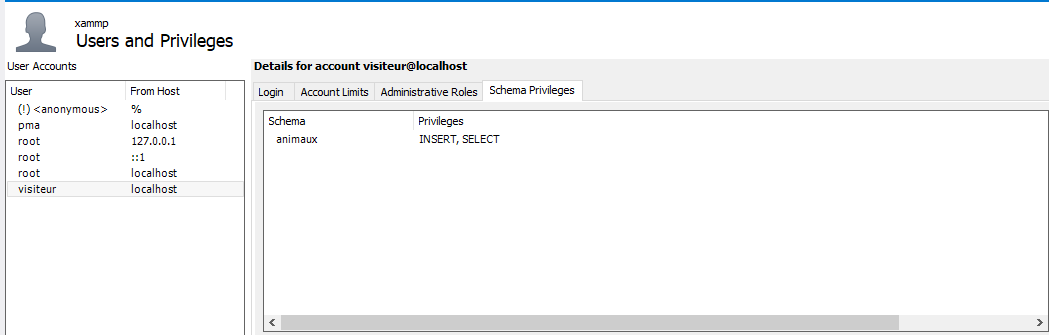 xammp
Users and Privileges
User Accounts
User From Host
(!) <anonymous> %
pma localhost
root 127.0.0.1
root ::1
root localhost
visiteur localhost
Details for account visiteur@localhost
Login Account Limits Administrative Roles Schema Privileges
Schema Privileges
animaux INSERT, SELECT